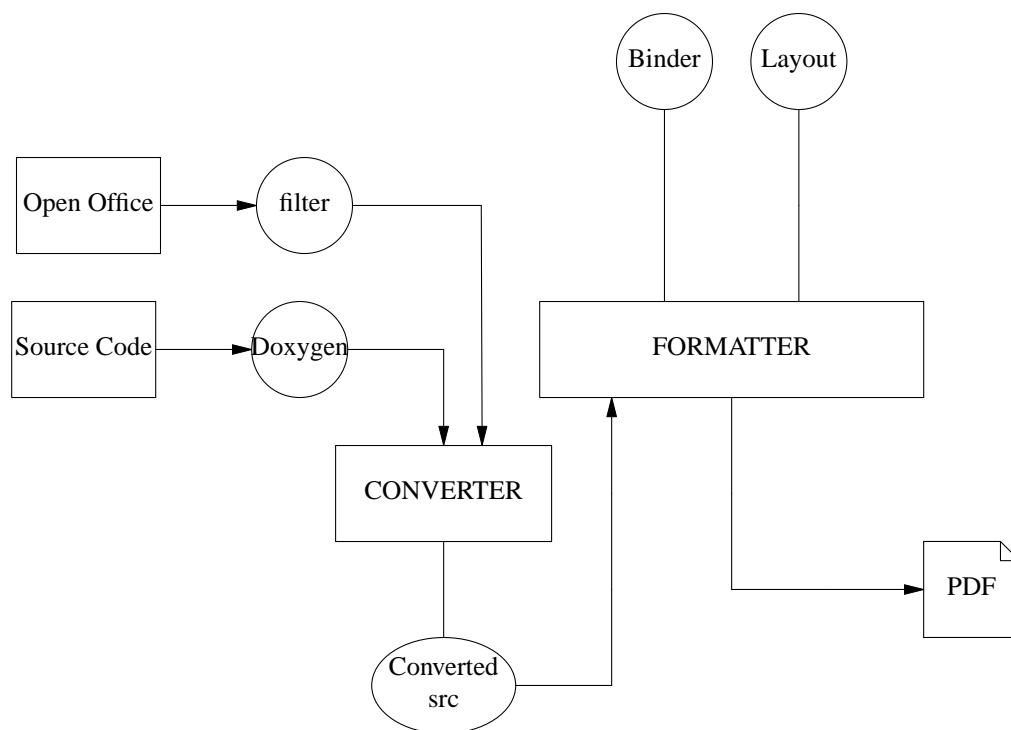 Binder
Layout
Open Office
filter
Source Code
Doxygen
FORMATTER
CONVERTER
PDF
Converted
src